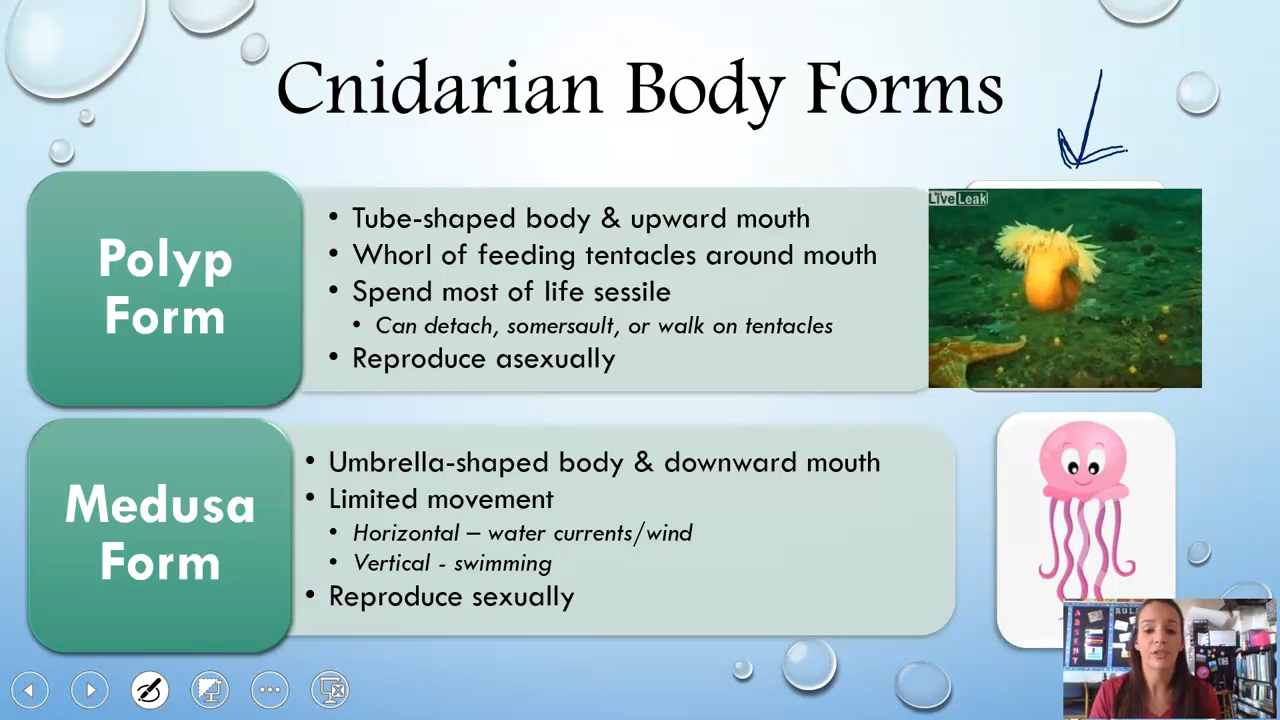 Cnidarian Body Forms
Polyp
Form
• Tube-shaped body & upward mouth
• Whorl of feeding tentacles around mouth
• Spend most of life sessile
• Can detach, somersault, or walk on tentacles
• Reproduce asexually
LiveLeak
Medusa
Form
• Umbrella-shaped body & downward mouth
• Limited movement
• Horizontal – water currents/wind
• Vertical - swimming
• Reproduce sexually
ABSENT